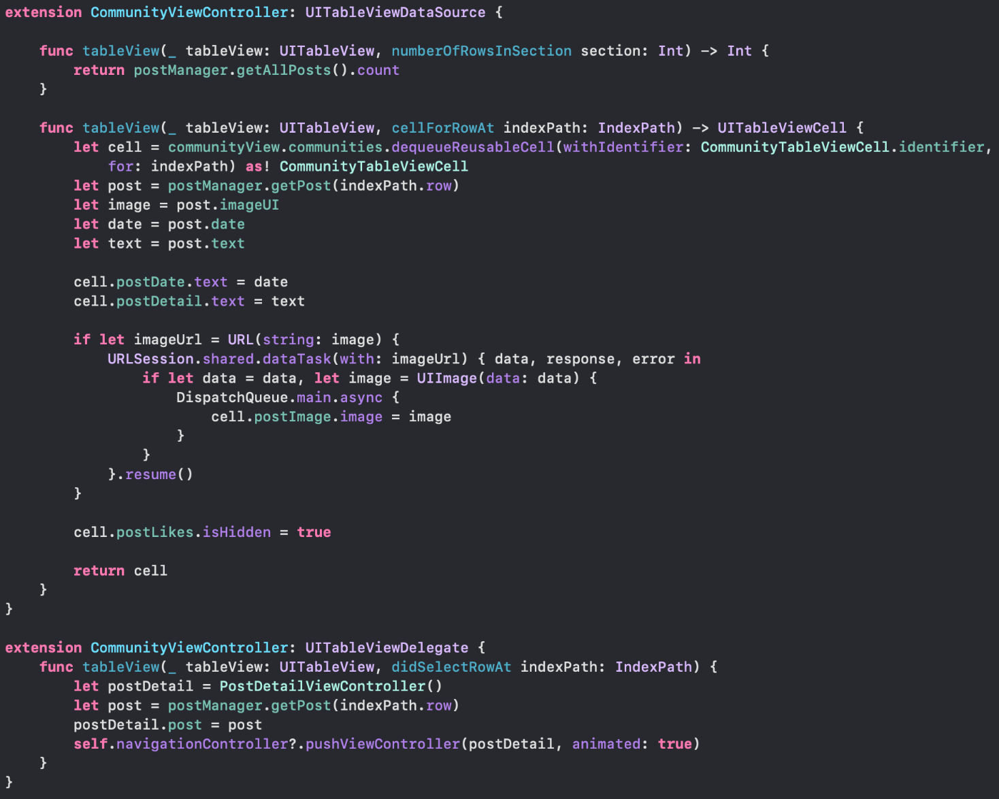 extension CommunityViewController: UITableViewDataSource {
func tableView(_ tableView: UITableView, numberOfRowsInSection section: Int) -> Int {
return postManager.getAllPosts().count
}
func tableView(_ tableView: UITableView, cellForRowAt indexPath: IndexPath) -> UITableViewCell {
let cell = communityView.communities.dequeueReusableCell(withIdentifier: CommunityTableViewCell.identifier,
for: indexPath) as! CommunityTableViewCell
let post = postManager.getPost(indexPath.row)
let image = post.imageUI
let date = post.date
let text = post.text
cell.postDate.text = date
cell.postDetail.text = text
if let imageUrl = URL(string: image) {
URLSession.shared.dataTask(with: imageUrl) { data, response, error in
if let data = data, let image = UIImage(data: data) {
DispatchQueue.main.async {
cell.postImage.image = image
}
}
}.resume()
}
cell.postLikes.isHidden = true
return cell
}
}
extension CommunityViewController: UITableViewDelegate {
func tableView(_ tableView: UITableView, didSelectRowAt indexPath: IndexPath) {
let postDetail = PostDetailViewController()
let post = postManager.getPost(indexPath.row)
postDetail.post = post
self.navigationController?.pushViewController(postDetail, animated: true)
}
}